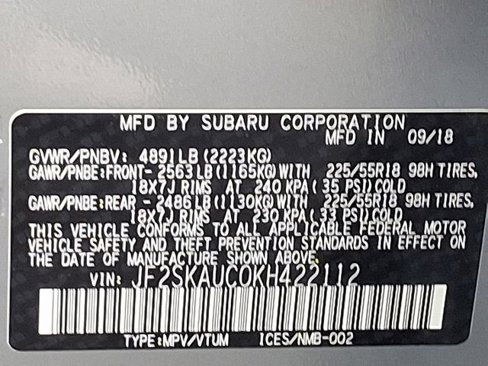 MFD BY SUBARU CORPORATION
MFD IN 09/18
GVWR/PNBV: 4891LB(2223KG)
GAWR/PNBE:FRONT- 2563LB(1165KG)WITH 225/55R18 98H TIRES,
18X7J RIMS AT 240 KPA(35 PSI)COLD
GAWR/PNBE:REAR - 2486LB(1130KG)WITH 225/55R18 98H TIRES,
18X7J RIMS AT 230 KPA(33 PSI)COLD
THIS VEHICLE CONFORMS TO ALL APPLICABLE FEDERAL MOTOR
VEHICLE SAFETY AND THEFT PREVENTION STANDARDS IN EFFECT ON
THE DATE OF MANUFACTURE SHOWN ABOVE.
VIN: JF2SKAUC0KH422112
TYPE:MPV/VTUM ICES/NMB-002